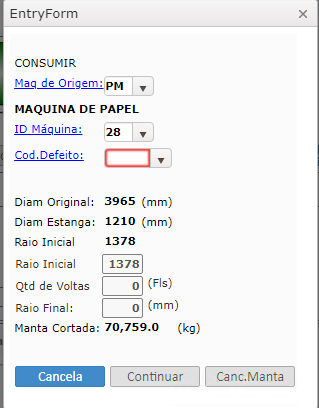 EntryForm ×
CONSUMIR
Maq de Origem: PM
MAQUINA DE PAPEL
ID Máquina: 28
Cod.Defeito:
Diam Original: 3965 (mm)
Diam Estanga: 1210 (mm)
Raio Inicial 1378
Raio Inicial 1378
Qtd de Voltas 0 (Fls)
Raio Final: 0 (mm)
Manta Cortada: 70,759.0 (kg)
Cancela Continuar Canc.Manta